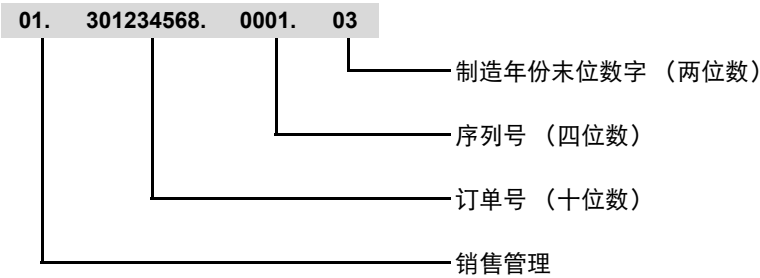 01. 301234568. 0001. 03
制造年份末位数字 （两位数）
序列号 （四位数）
订单号 （十位数）
销售管理